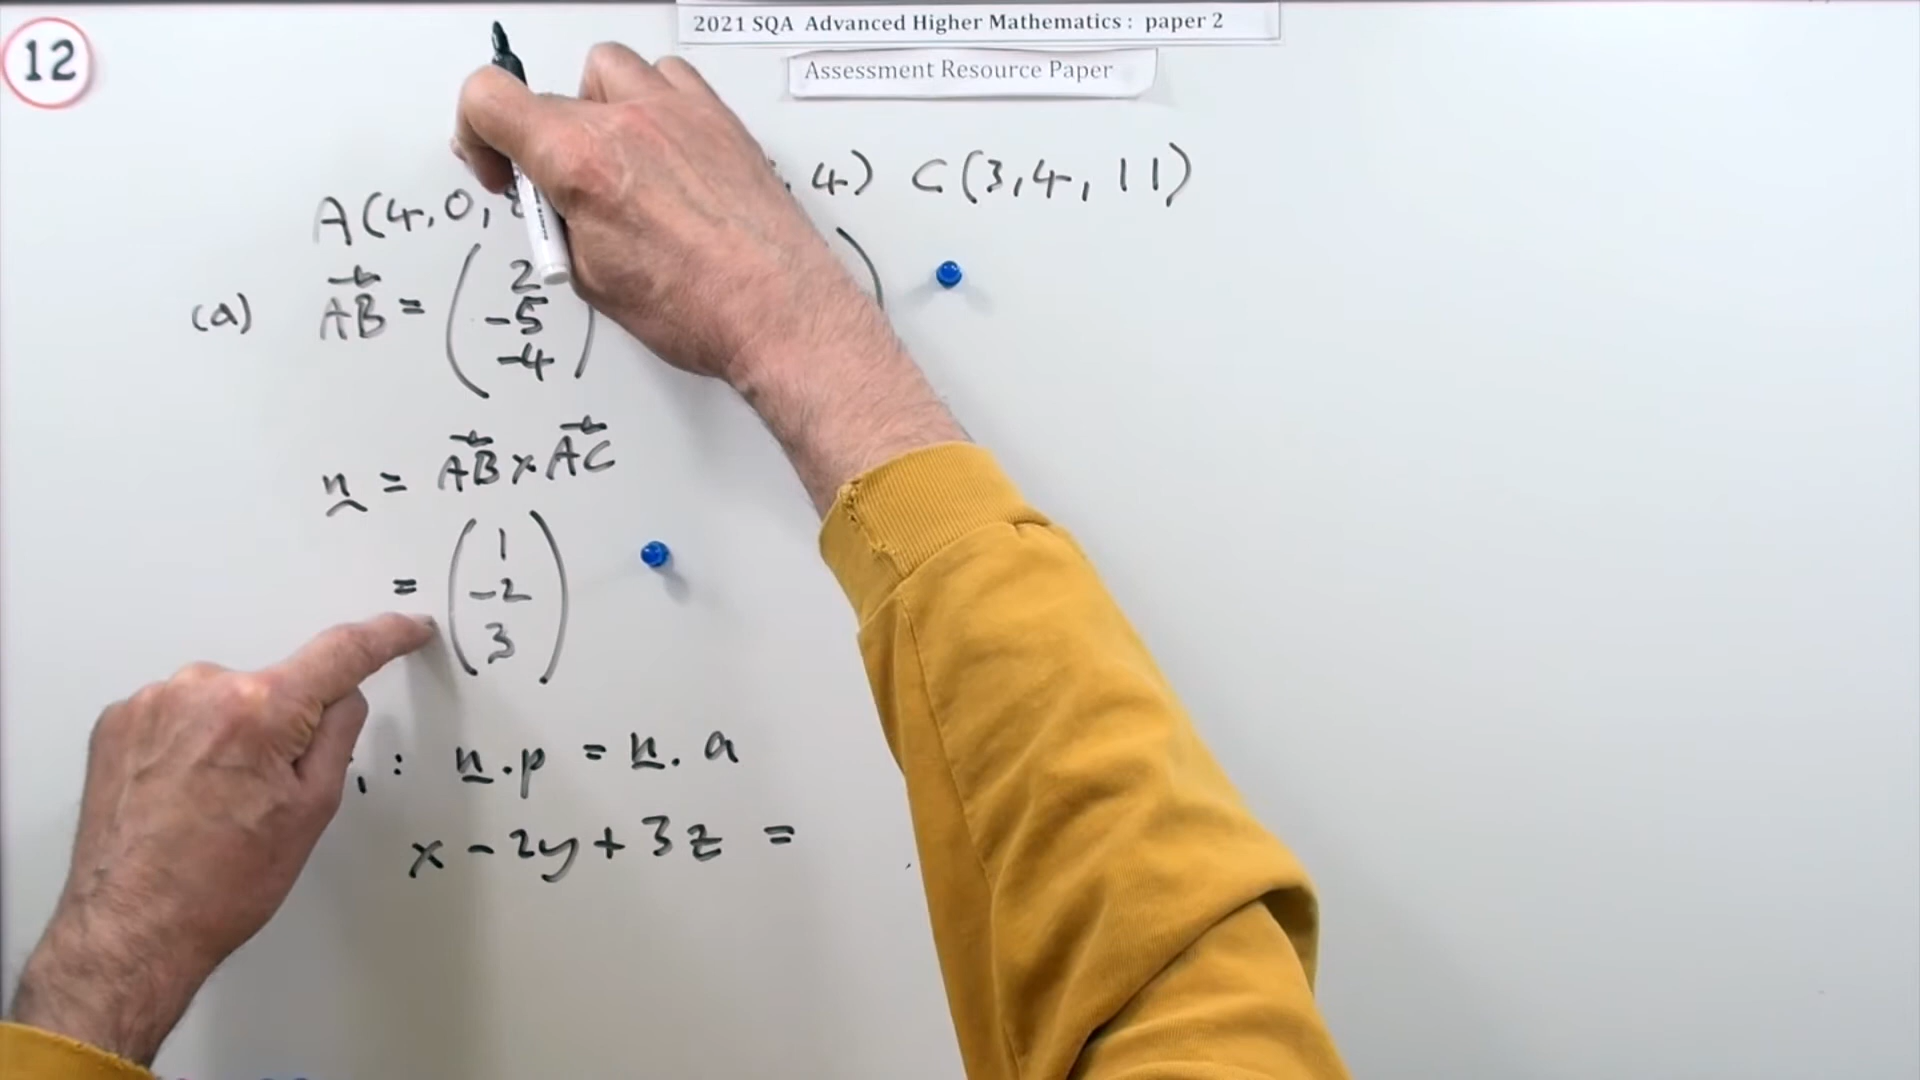 12
2021 SQA Advanced Higher Mathematics : paper 2
Assessment Resource Paper
A(4,0, , 4) C(3,4, 11)
(a) AB = ( 2 -5 -4 )
n = AB × AC
= ( 1 -2 3 )
: n.p = n.a
x - 2y + 3z =